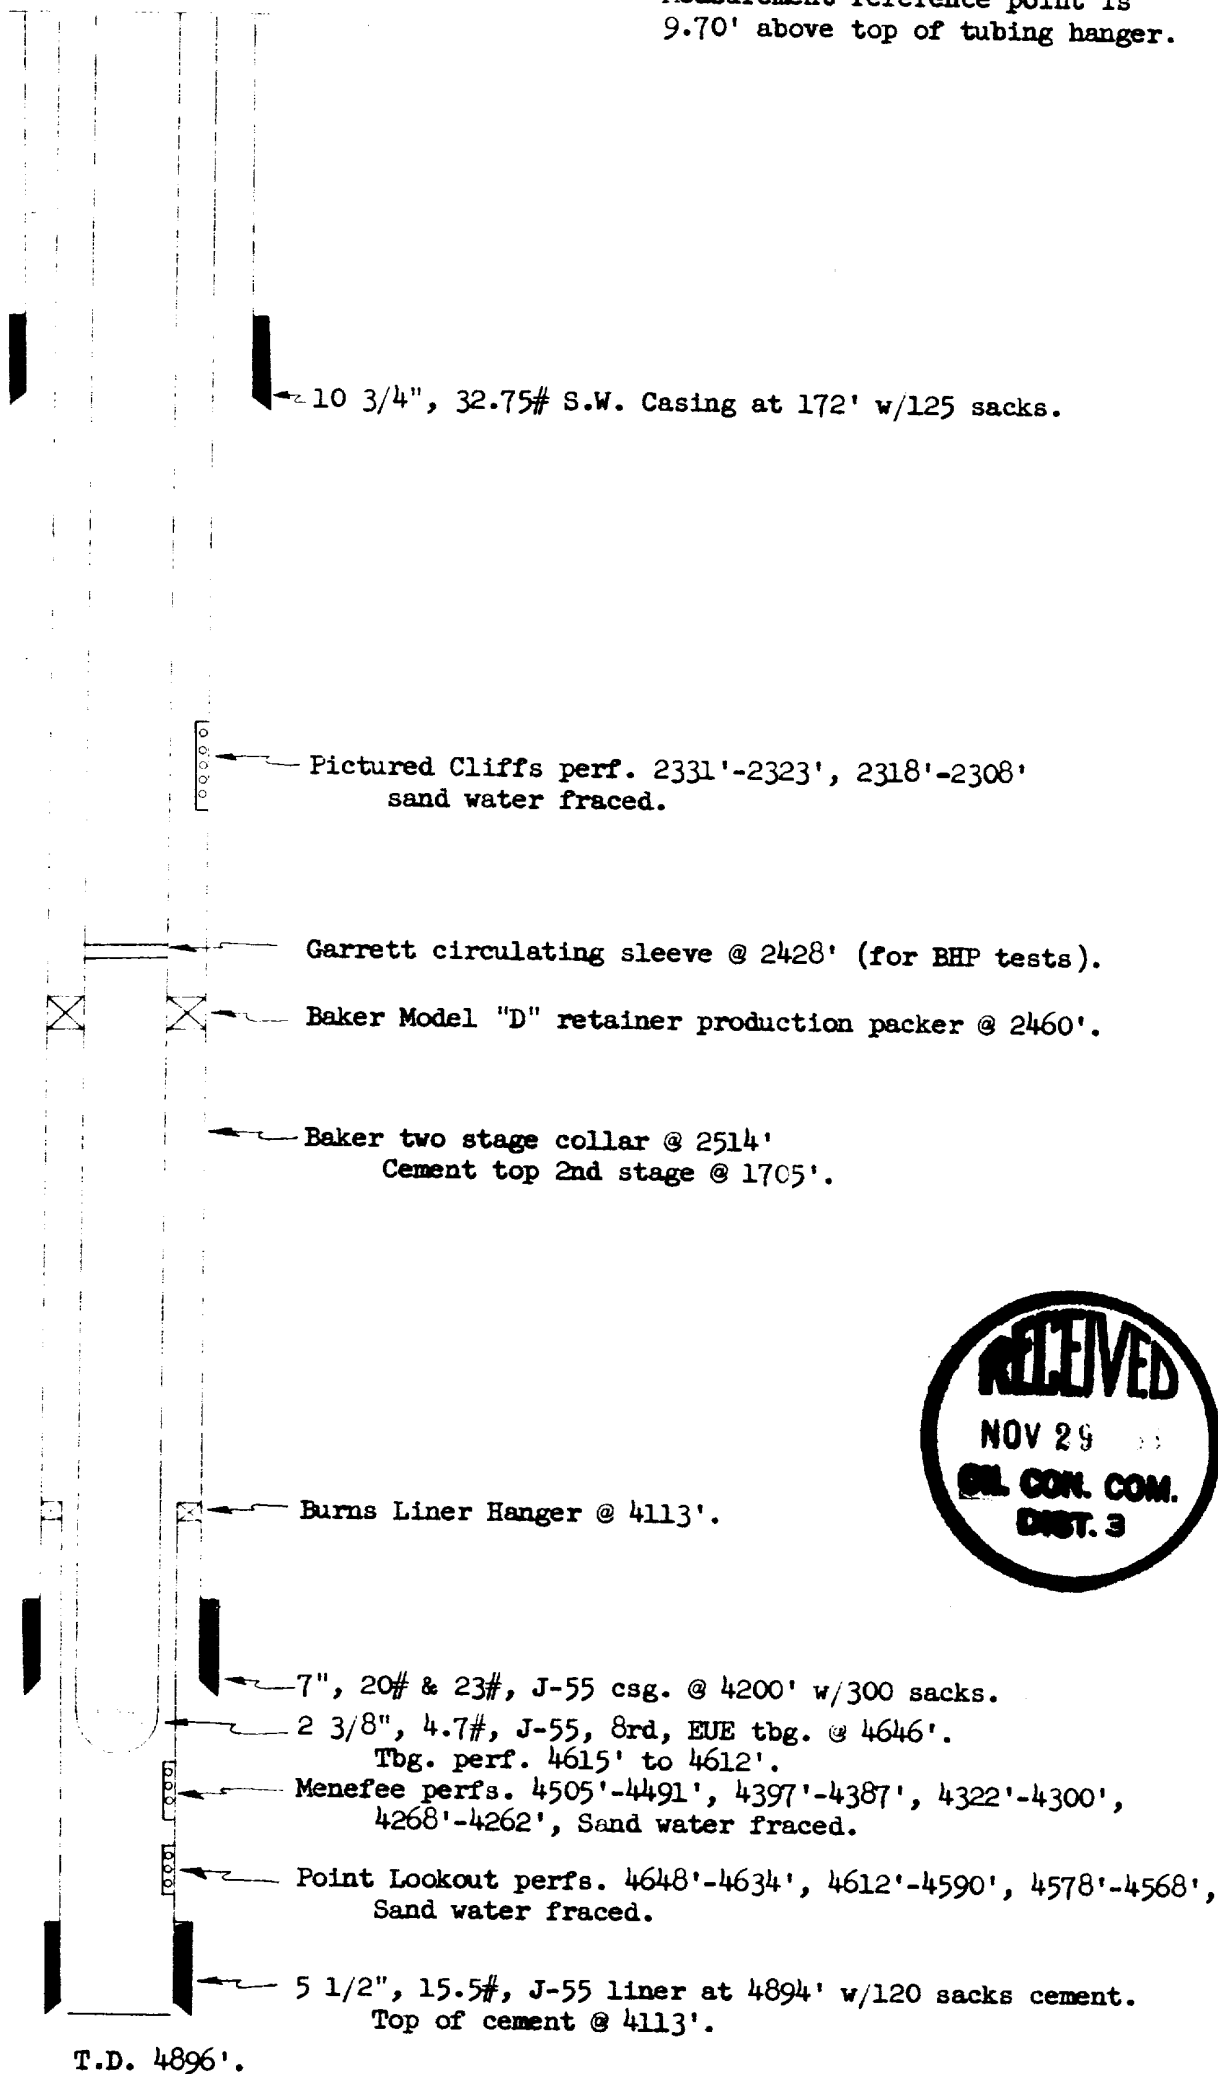 Measurement reference point is
9.70' above top of tubing hanger.
10 3/4", 32.75# S.W. Casing at 172' w/125 sacks.
Pictured Cliffs perf. 2331'-2323', 2318'-2308'
sand water fraced.
Garrett circulating sleeve @ 2428' (for BHP tests).
Baker Model "D" retainer production packer @ 2460'.
Baker two stage collar @ 2514'
Cement top 2nd stage @ 1705'.
RECEIVED
NOV 29
OIL CON. COM.
DIST. 3
Burns Liner Hanger @ 4113'.
7", 20# & 23#, J-55 csg. @ 4200' w/300 sacks.
2 3/8", 4.7#, J-55, 8rd, EUE tbg. @ 4646'.
Tbg. perf. 4615' to 4612'.
Menefee perfs. 4505'-4491', 4397'-4387', 4322'-4300',
4268'-4262', Sand water fraced.
Point Lookout perfs. 4648'-4634', 4612'-4590', 4578'-4568',
Sand water fraced.
5 1/2", 15.5#, J-55 liner at 4894' w/120 sacks cement.
Top of cement @ 4113'.
T.D. 4896'.